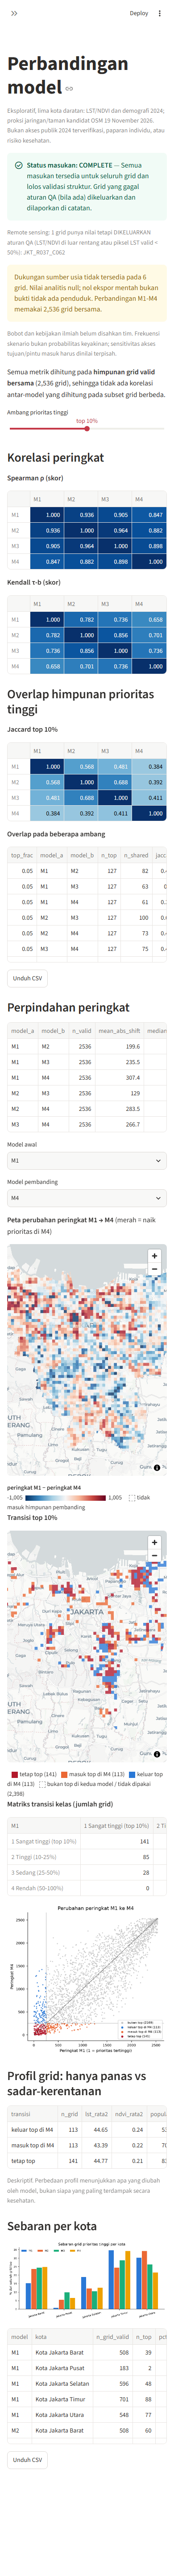 Deploy
Perbandingan
model
Eksploratif, lima kota daratan: LST/NDVI dan demografi 2024;
proksi jaringan/taman kandidat OSM 19 November 2026.
Bukan akses publik 2024 terverifikasi, paparan individu, atau
risiko kesehatan.
Status masukan: COMPLETE — Semua
masukan tersedia untuk seluruh grid dan
lolos validasi struktur. Grid yang gagal
aturan QA (bila ada) dikeluarkan dan
dilaporkan di catatan.
Remote sensing: 1 grid punya nilai tetapi DIKELUARKAN
aturan QA (LST/NDVI di luar rentang atau piksel LST valid <
50%): JKT_R037_C062
Dukungan sumber usia tidak tersedia pada 6
grid. Nilai analitis null; nol ekspor mentah bukan
bukti tidak ada penduduk. Perbandingan M1-M4
memakai 2,536 grid bersama.
Bobot dan kebijakan ilmiah belum disahkan tim. Frekuensi
skenario bukan probabilitas keyakinan; sensitivitas akses
tujuan/pintu masuk harus dinilai terpisah.
Semua metrik dihitung pada himpunan grid valid
bersama (2,536 grid), sehingga tidak ada korelasi
antar-model yang dihitung pada subset grid berbeda.
Ambang prioritas tinggi
top 10%
Korelasi peringkat
Spearman ρ (skor)
M1 M2 M3 M4
M1 1.000 0.936 0.905 0.847
M2 0.936 1.000 0.964 0.882
M3 0.905 0.964 1.000 0.898
M4 0.847 0.882 0.898 1.000
Kendall τ-b (skor)
M1 M2 M3 M4
M1 1.000 0.782 0.736 0.658
M2 0.782 1.000 0.856 0.701
M3 0.736 0.856 1.000 0.736
M4 0.658 0.701 0.736 1.000
Overlap himpunan prioritas
tinggi
Jaccard top 10%
M1 M2 M3 M4
M1 1.000 0.568 0.481 0.384
M2 0.568 1.000 0.688 0.392
M3 0.481 0.688 1.000 0.411
M4 0.384 0.392 0.411 1.000
Overlap pada beberapa ambang
top_frac model_a model_b n_top n_shared jacc
0.05 M1 M2 127 82 0.4
0.05 M1 M3 127 63
0.05 M1 M4 127 61
0.05 M2 M3 127 100
0.05 M2 M4 127 73
0.05 M3 M4 127 75
Unduh CSV
Perpindahan peringkat
model_a model_b n_valid mean_abs_shift median
M1 M2 2536 199.6
M1 M3 2536 235.5
M1 M4 2536 307.4
M2 M3 2536 129
M2 M4 2536 283.5
M3 M4 2536 266.7
Model awal
M1
Model pembanding
M4
Peta perubahan peringkat M1 → M4 (merah = naik
prioritas di M4)
peringkat M1 − peringkat M4
-1,005 1,005 tidak
masuk himpunan pembanding
Transisi top 10%
JAKARTA
tetap top (141) masuk top di M4 (113) keluar top
di M4 (113) bukan top di kedua model / tidak dipakai
(2,398)
Matriks transisi kelas (jumlah grid)
M1 1 Sangat tinggi (top 10%) 2 Ti
1 Sangat tinggi (top 10%) 141
2 Tinggi (10-25%) 85
3 Sedang (25-50%) 28
4 Rendah (50-100%) 0
Perubahan peringkat M1 ke M4
Peringkat M4
Peringkat M1 (1 = prioritas tertinggi)
Profil grid: hanya panas vs
sadar-kerentanan
transisi n_grid lst_rata2 ndvi_rata2 popul
keluar top di M4 113 44.65 0.24
masuk top di M4 113 43.39 0.22
tetap top 141 44.77 0.21
Deskriptif. Perbedaan profil menunjukkan apa yang diubah
oleh model, bukan siapa yang paling terdampak secara
kesehatan.
Sebaran per kota
Sebaran grid prioritas tinggi per kota
model kota n_grid_valid n_top pct
M1 Kota Jakarta Barat 508 39
M1 Kota Jakarta Pusat 183 2
M1 Kota Jakarta Selatan 596 48
M1 Kota Jakarta Timur 701 88
M1 Kota Jakarta Utara 548 77
M2 Kota Jakarta Barat 508 60
Unduh CSV